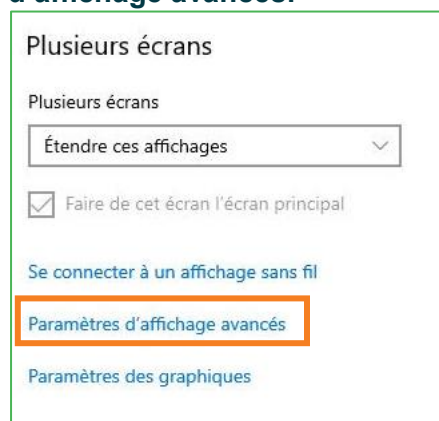 d'affichage avancés.
Plusieurs écrans
Plusieurs écrans
Étendre ces affichages
Faire de cet écran l'écran principal
Se connecter à un affichage sans fil
Paramètres d'affichage avancés
Paramètres des graphiques